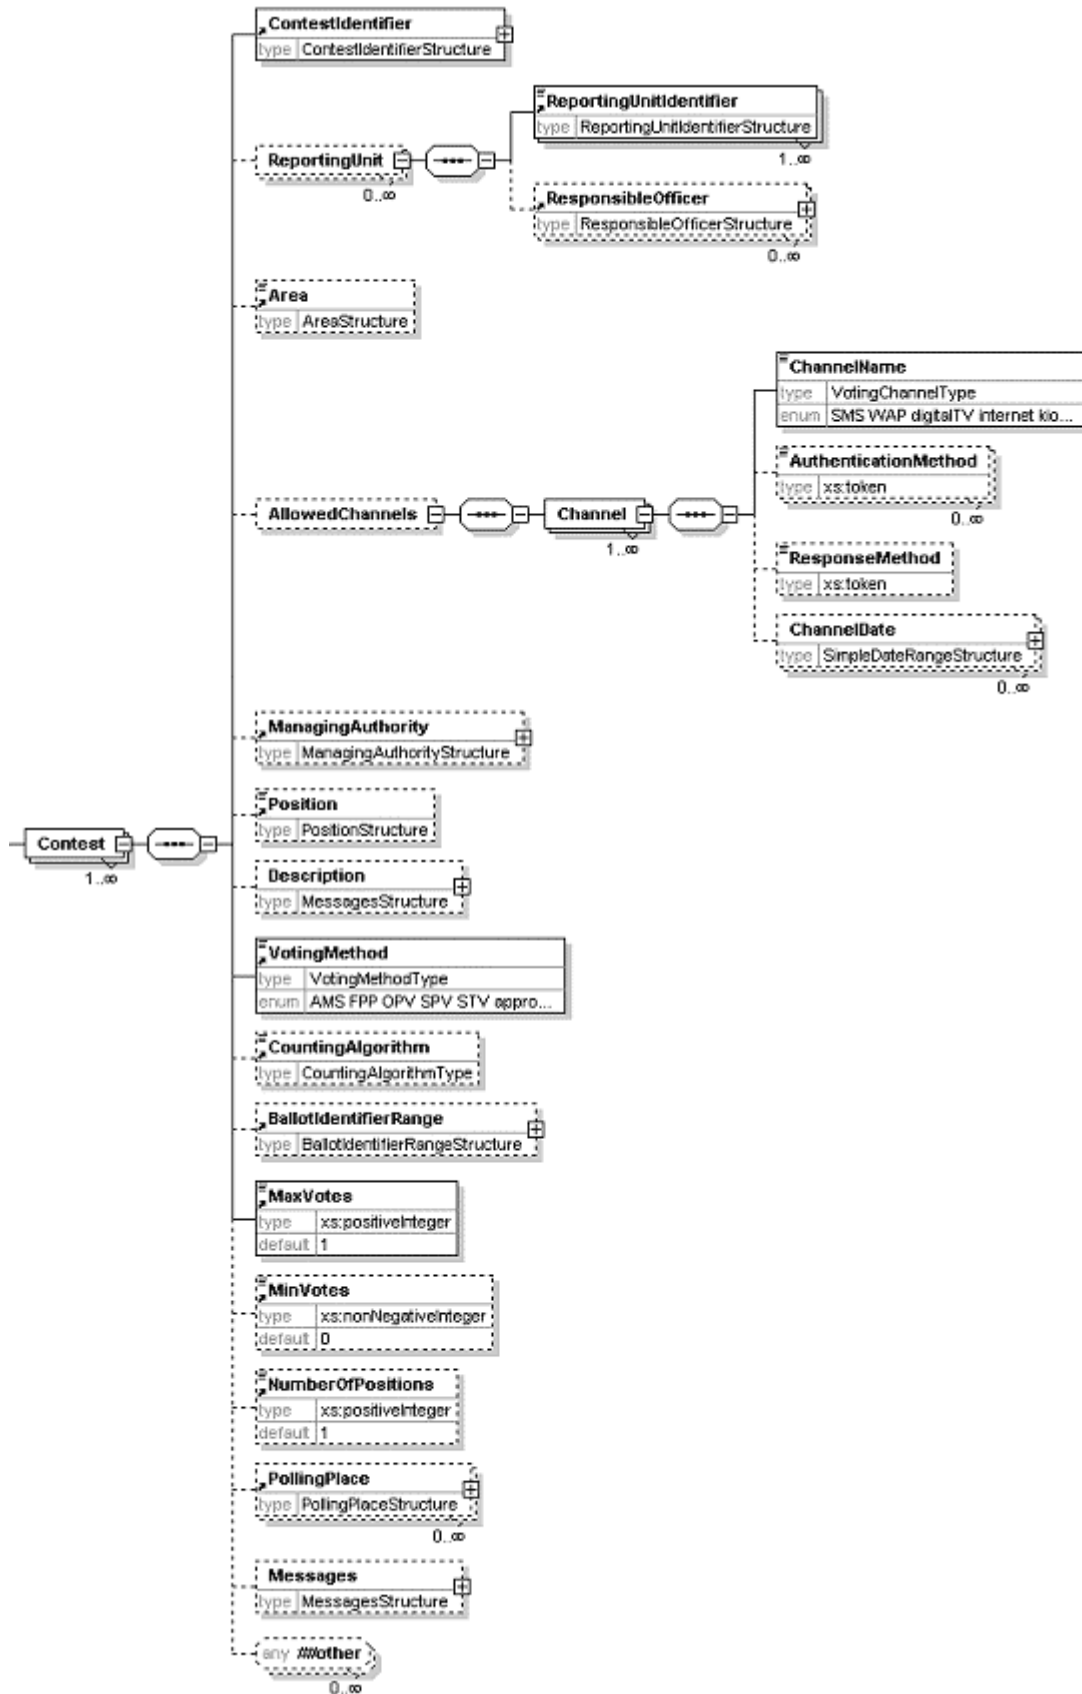 ContestIdentifier
type ContestIdentifierStructure
ReportingUnitIdentifier
type ReportingUnitIdentifierStructure
1..∞
ReportingUnit
0..∞
ResponsibleOfficer
type ResponsibleOfficerStructure
0..∞
Area
type AreaStructure
ChannelName
type VotingChannelType
enum SMS WAP digitalTV internet kio...
AuthenticationMethod
type xs:token
0..∞
AllowedChannels
Channel
1..∞
ResponseMethod
type xs:token
ChannelDate
type SimpleDateRangeStructure
0..∞
ManagingAuthority
type ManagingAuthorityStructure
Position
type PositionStructure
Contest
1..∞
Description
type MessagesStructure
VotingMethod
type VotingMethodType
enum AMS FPP OPV SPV STV appro...
CountingAlgorithm
type CountingAlgorithmType
BallotIdentifierRange
type BallotIdentifierRangeStructure
MaxVotes
type xs:positiveInteger
default 1
MinVotes
type xs:nonNegativeInteger
default 0
NumberOfPositions
type xs:positiveInteger
default 1
PollingPlace
type PollingPlaceStructure
0..∞
Messages
type MessagesStructure
any ##other
0..∞